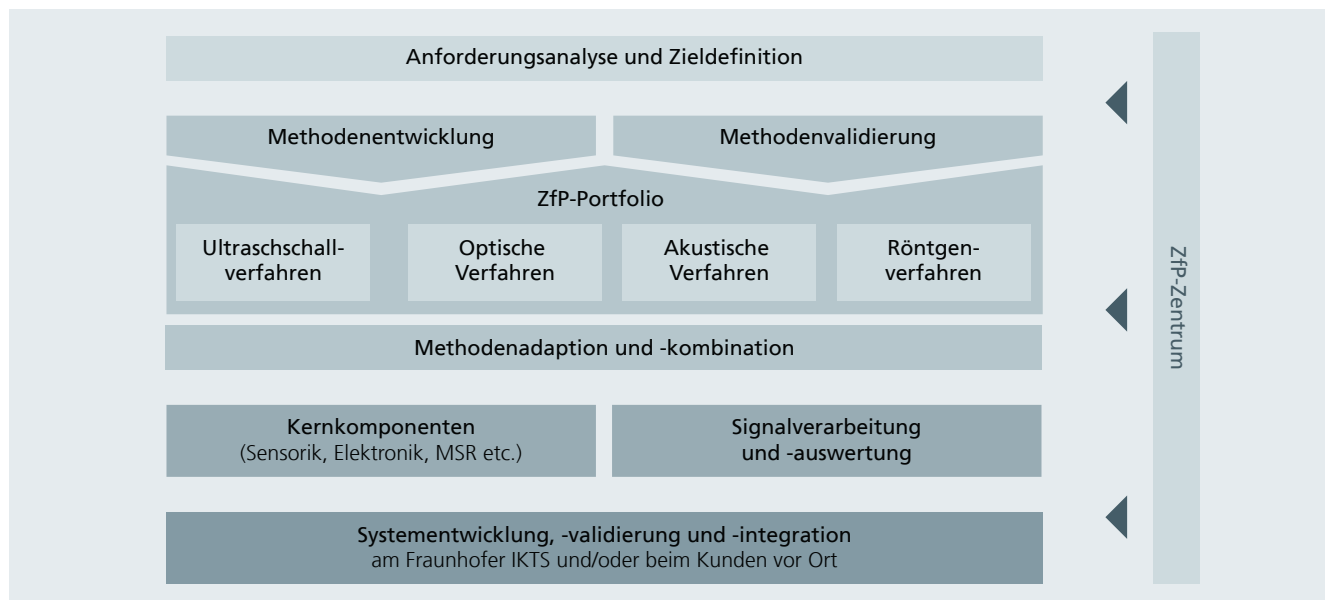 Anforderungsanalyse und Zieldefinition
Methodenentwicklung
Methodenvalidierung
ZfP-Portfolio
Ultraschschall-
verfahren
Optische
Verfahren
Akustische
Verfahren
Röntgen-
verfahren
Methodenadaption und -kombination
Kernkomponenten
(Sensorik, Elektronik, MSR etc.)
Signalverarbeitung
und -auswertung
Systementwicklung, -validierung und -integration
am Fraunhofer IKTS und/oder beim Kunden vor Ort
ZfP-Zentrum